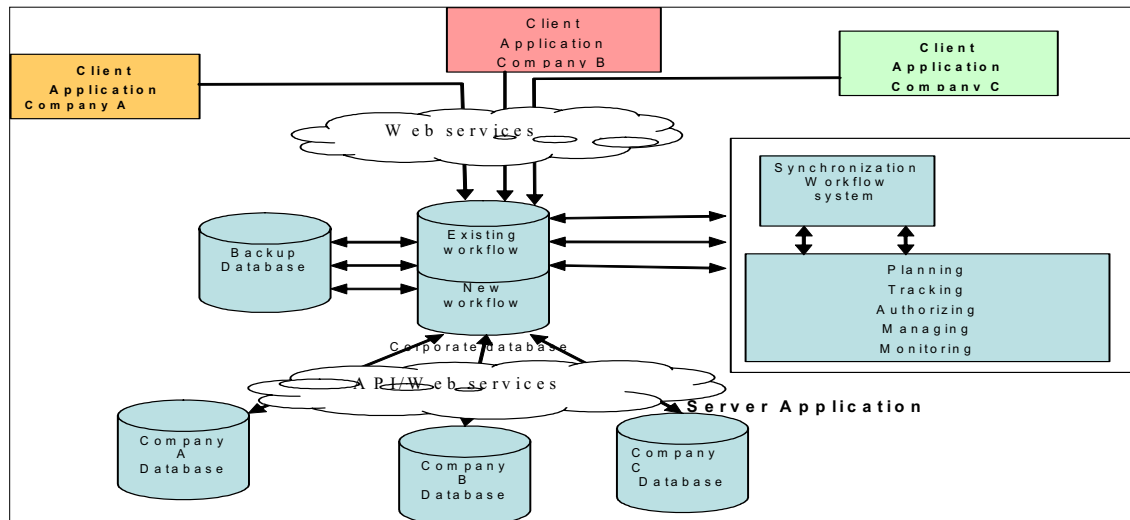 Client
Application
Company A
Client
Application
Company B
Client
Application
Company C
Web services
Synchronization
Workflow
system
Planning
Tracking
Authorizing
Managing
Monitoring
Backup
Database
Existing
workflow
New
workflow
Corporate database
API/Web services
Server Application
Company
A
Database
Company
B
Database
Company
C
Database